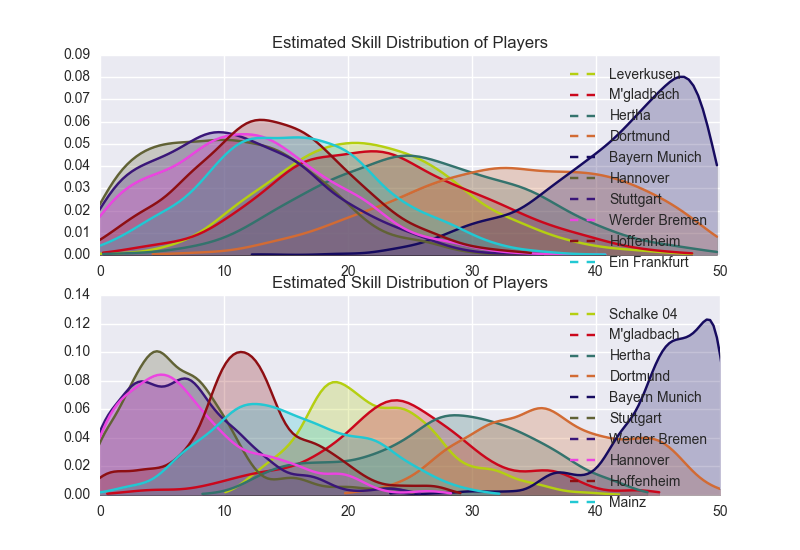 Estimated Skill Distribution of Players
0.09
0.08
0.07
0.06
0.05
0.04
0.03
0.02
0.01
0.00
Leverkusen
M'gladbach
Hertha
Dortmund
Bayern Munich
Hannover
Stuttgart
Werder Bremen
Hoffenheim
Ein Frankfurt
0 10 20 30 40 50
Estimated Skill Distribution of Players
0.14
0.12
0.10
0.08
0.06
0.04
0.02
0.00
Schalke 04
M'gladbach
Hertha
Dortmund
Bayern Munich
Stuttgart
Werder Bremen
Hannover
Hoffenheim
Mainz
0 10 20 30 40 50